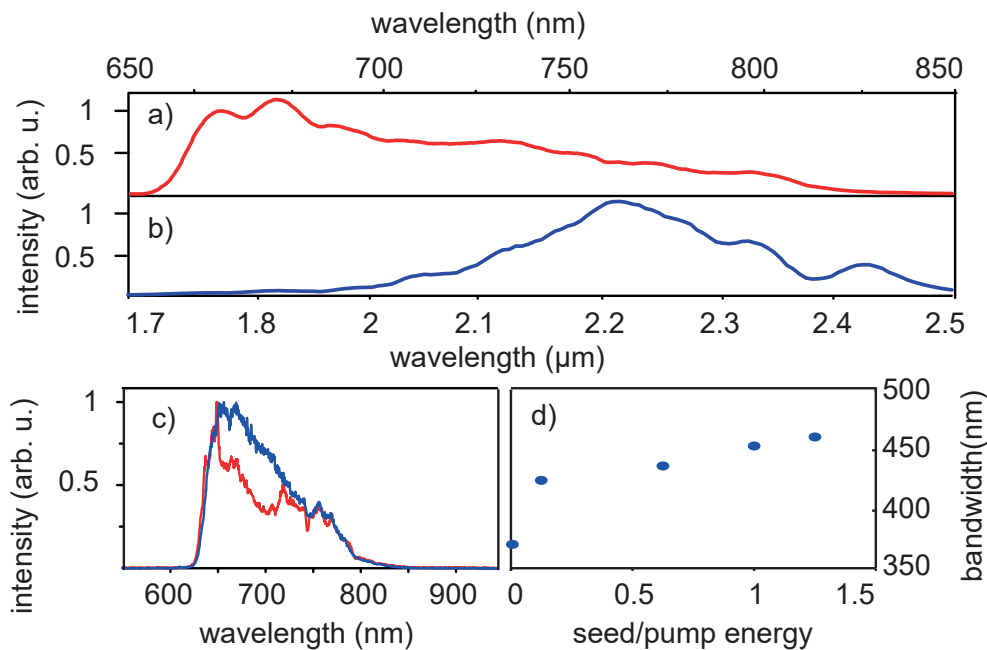 wavelength (nm)
650 700 750 800 850
intensity (arb. u.)
1
0.5
a)
1
0.5
b)
1.7 1.8 2 2.1 2.2 2.3 2.4 2.5
wavelength (µm)
intensity (arb. u.)
1
0.5
c)
600 700 800 900
wavelength (nm)
d)
500
450
400
350
bandwidth(nm)
0 0.5 1 1.5
seed/pump energy